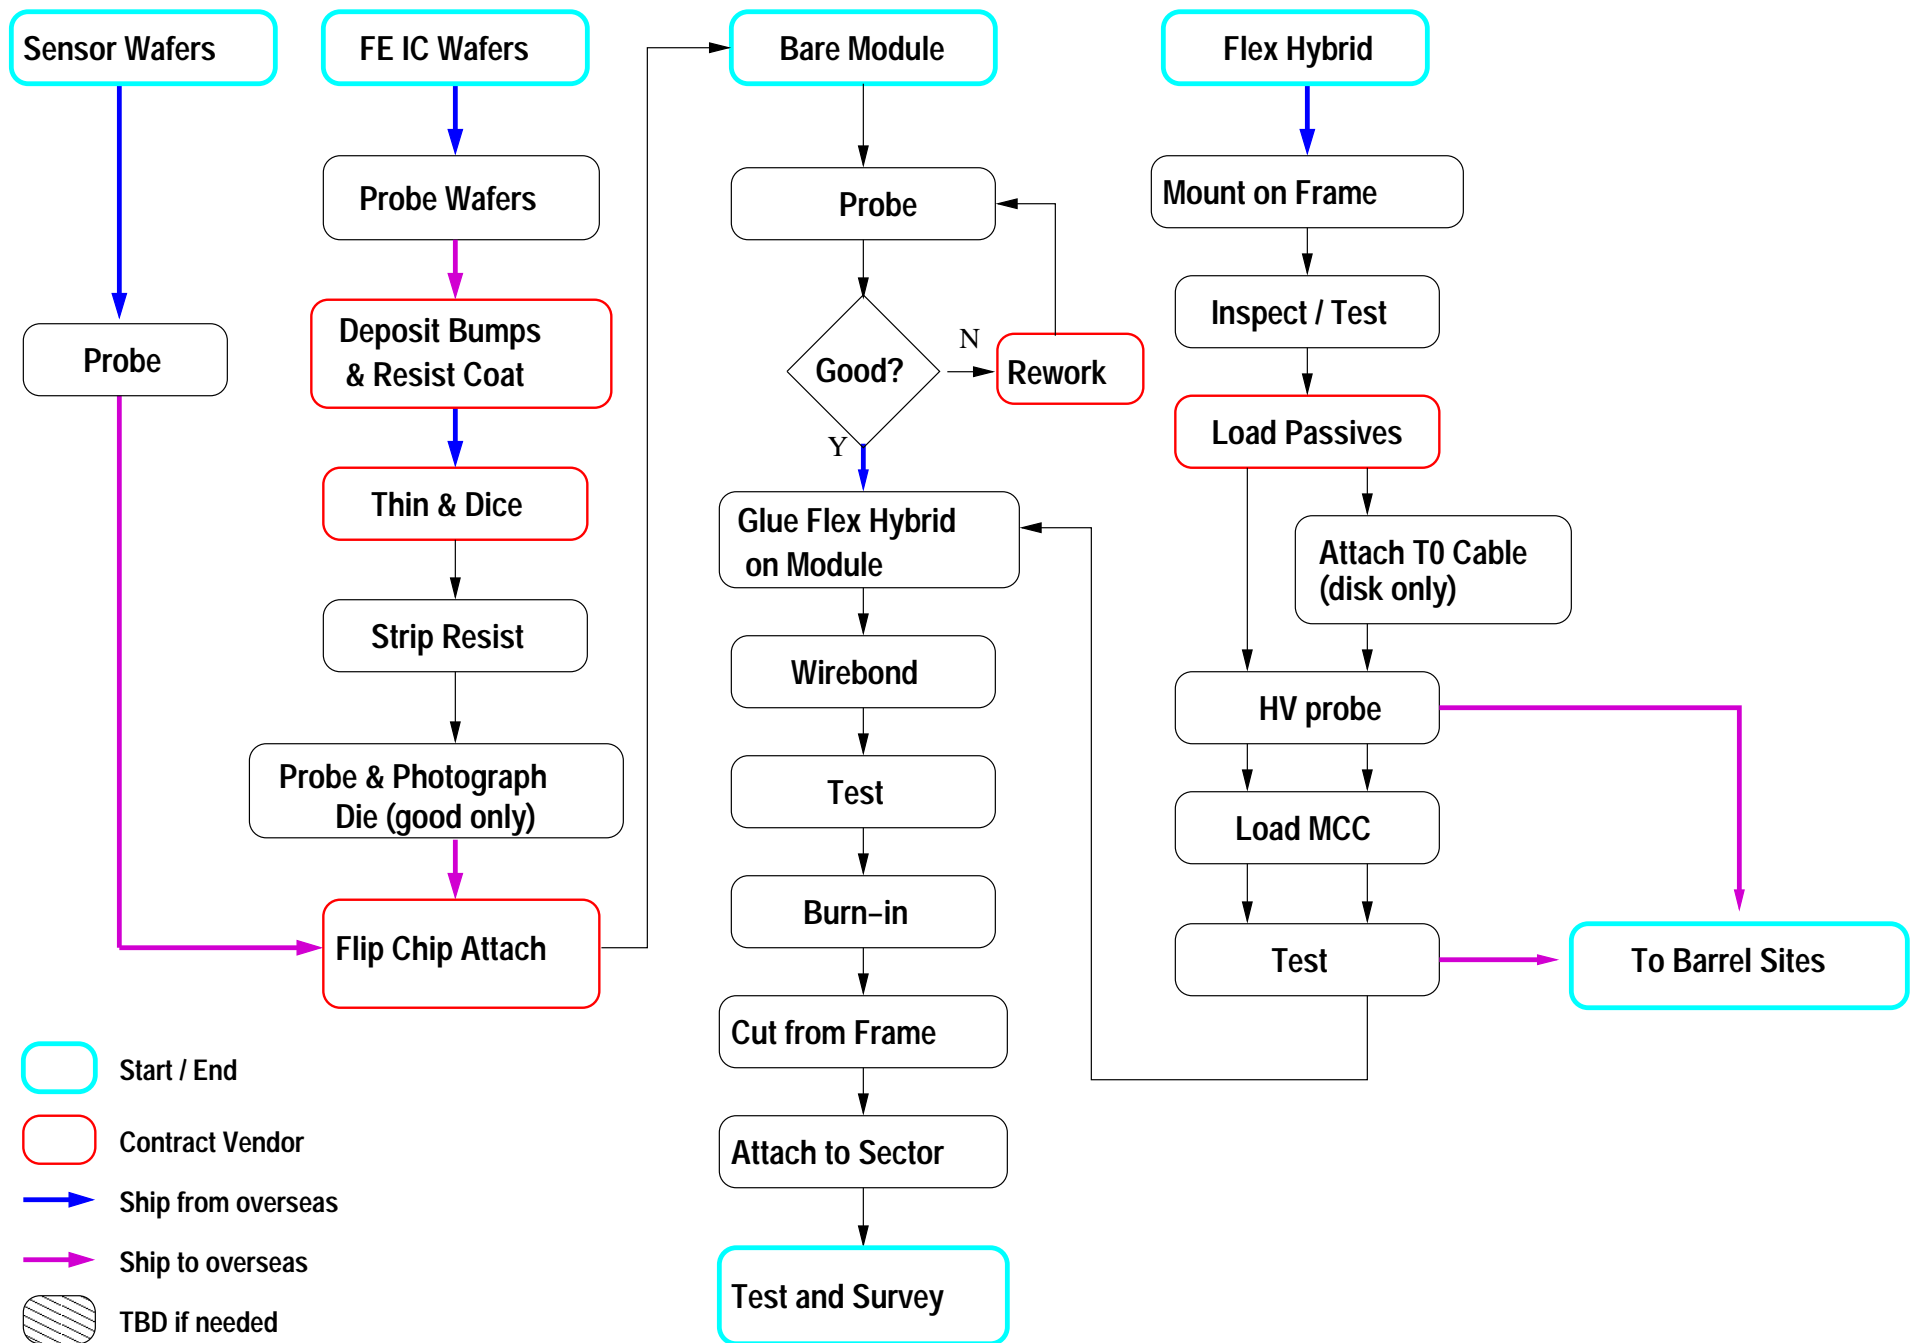 Sensor Wafers
FE IC Wafers
Bare Module
Flex Hybrid
Probe Wafers
Probe
Mount on Frame
Deposit Bumps
& Resist Coat
Probe
Good?
N
Y
Rework
Inspect / Test
Load Passives
Thin & Dice
Glue Flex Hybrid
on Module
Attach T0 Cable
(disk only)
Strip Resist
Wirebond
HV probe
Probe & Photograph
Die (good only)
Test
Load MCC
Flip Chip Attach
Burn–in
Test
To Barrel Sites
Cut from Frame
Attach to Sector
Test and Survey
Start / End
Contract Vendor
Ship from overseas
Ship to overseas
TBD if needed